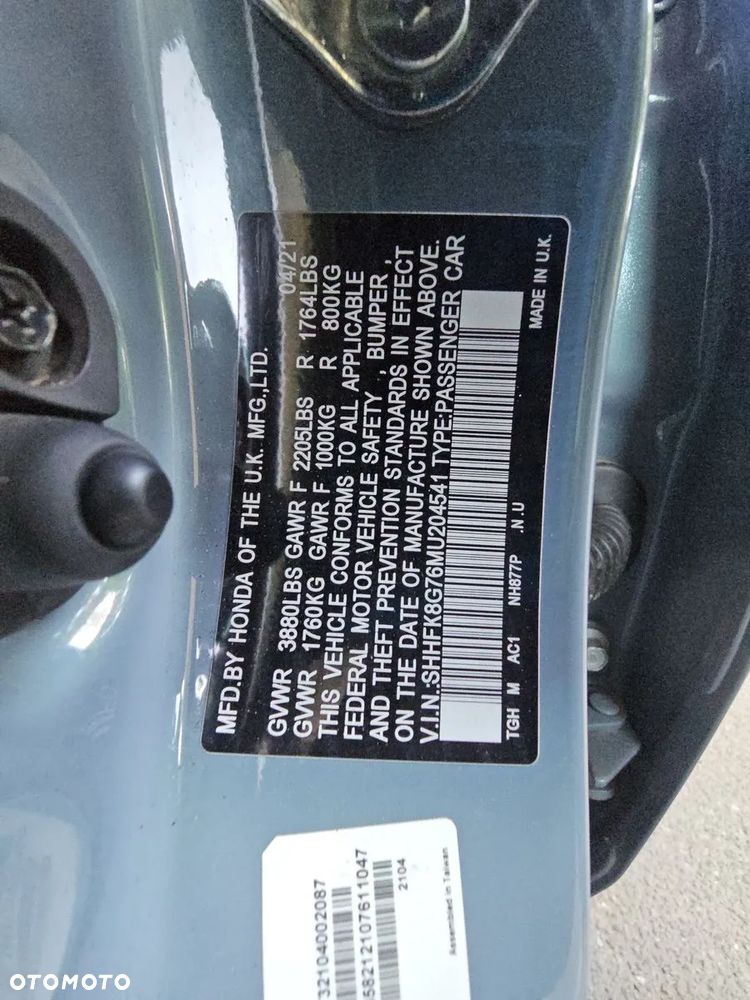 MFD.BY HONDA OF THE U.K. MFG.,LTD. 04/21
GVWR 3880LBS GAWR F 2205LBS R 1764LBS
GVWR 1760KG GAWR F 1000KG R 800KG
THIS VEHICLE CONFORMS TO ALL APPLICABLE
FEDERAL MOTOR VEHICLE SAFETY , BUMPER ,
AND THEFT PREVENTION STANDARDS IN EFFECT
ON THE DATE OF MANUFACTURE SHOWN ABOVE.
V.I.N.:SHHFK8G76MU204541 TYPE:PASSENGER CAR
TGH M AC1 NH877P .N.U MADE IN U.K.
732104002087
58212107611047
2104
Assembled in Taiwan
OTOMOTO